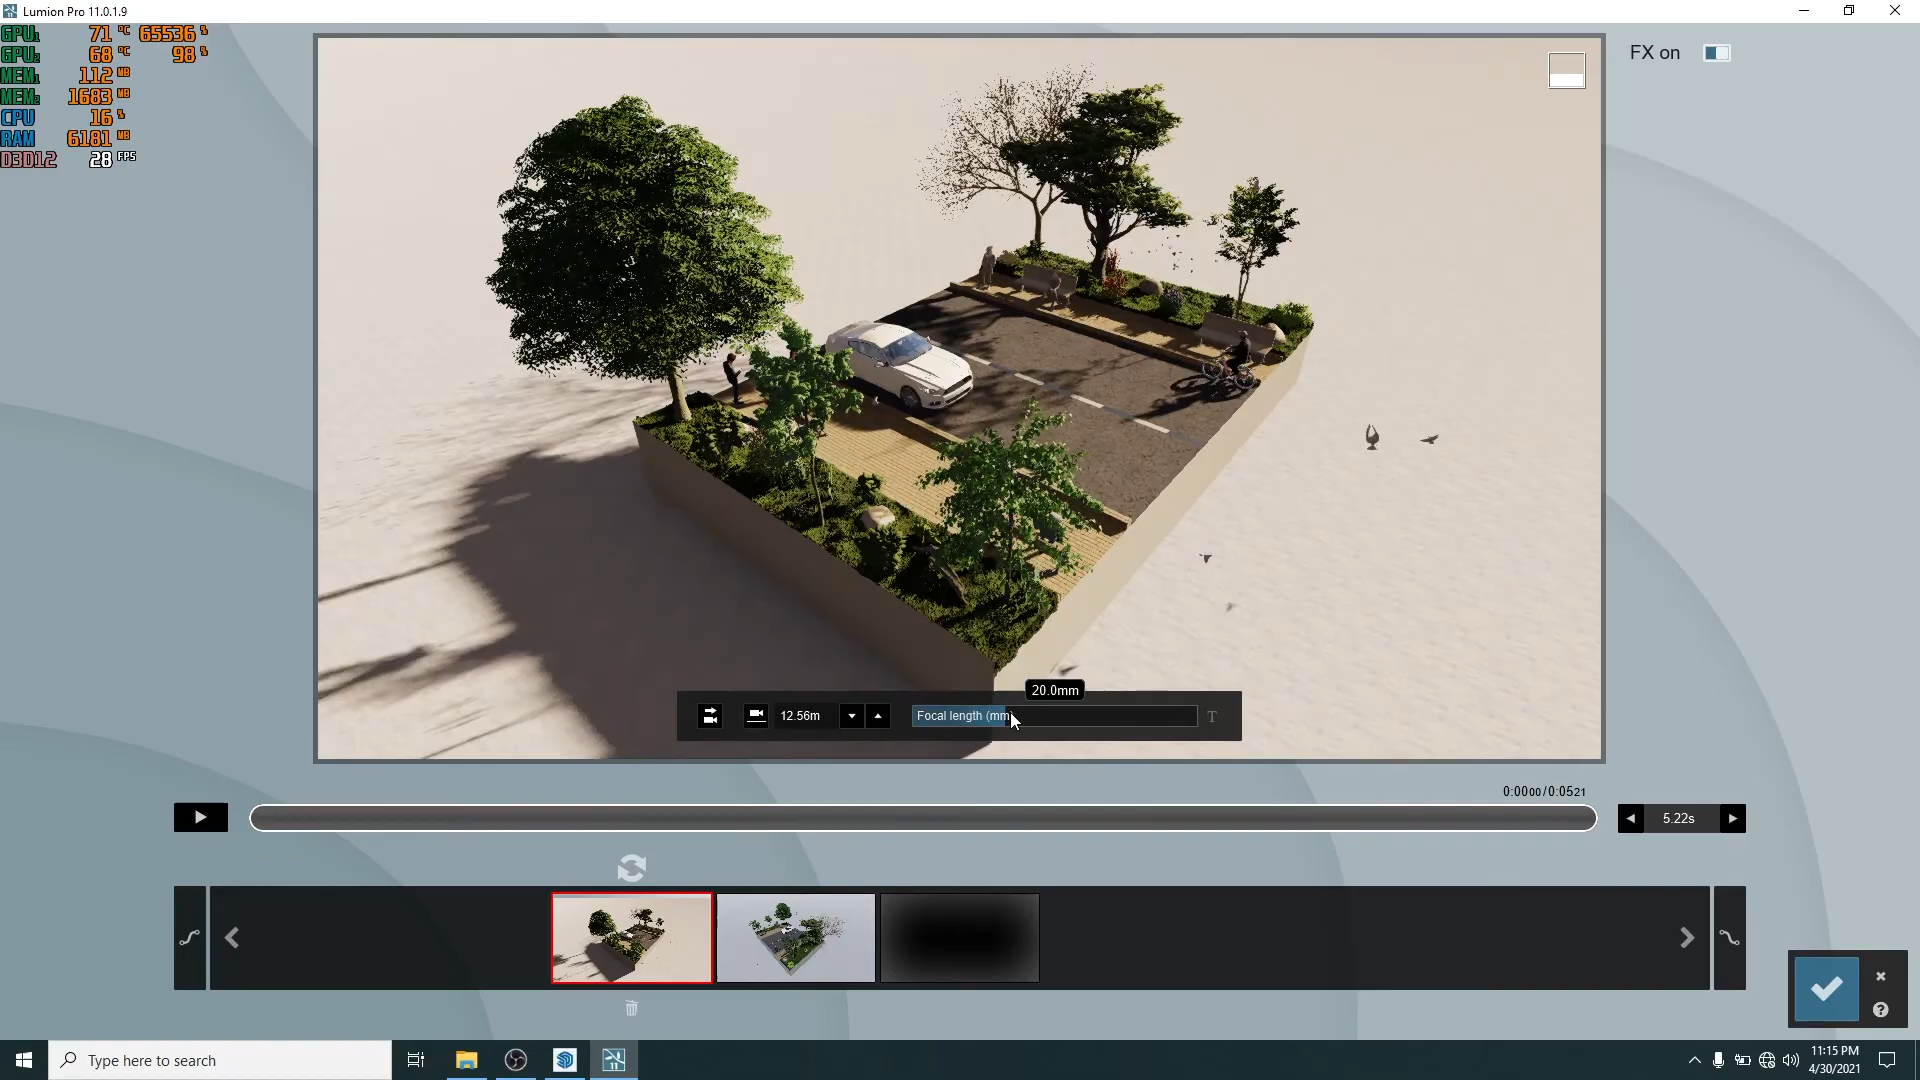 Lumion Pro 11.0.1.9
GPU1 71 °C 65536 %
GPU2 68 °C 98 %
MEM1 112 MB
MEM2 1683 MB
CPU 16 %
RAM 6181 MB
D3D12 28 FPS
FX on
20.0mm
12.56m
Focal length (mm)
T
0:0000/0:0521
5.22s
Type here to search
11
11:15 PM
4/30/2021